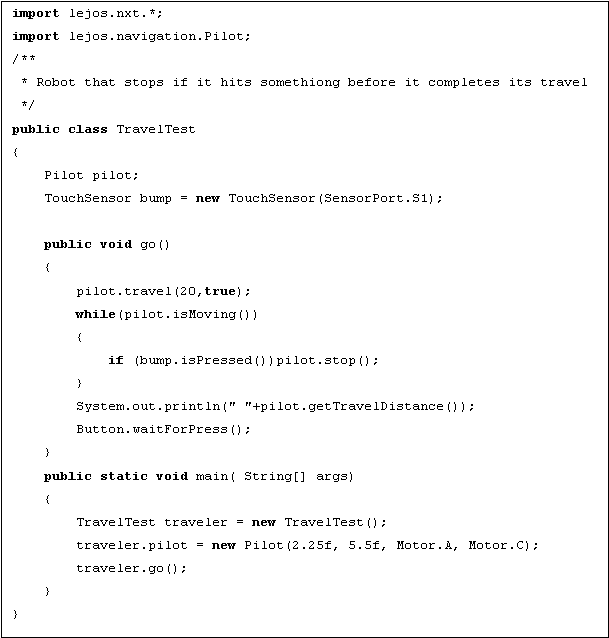 import lejos.nxt.*;
import lejos.navigation.Pilot;
/**
 * Robot that stops if it hits somethiong before it completes its travel
 */
public class TravelTest
{
    Pilot pilot;
    TouchSensor bump = new TouchSensor(SensorPort.S1);

    public void go()
    {
        pilot.travel(20,true);
        while(pilot.isMoving())
        {
            if (bump.isPressed())pilot.stop();
        }
        System.out.println(" "+pilot.getTravelDistance());
        Button.waitForPress();
    }
    public static void main( String[] args)
    {
        TravelTest traveler = new TravelTest();
        traveler.pilot = new Pilot(2.25f, 5.5f, Motor.A, Motor.C);
        traveler.go();
    }
}